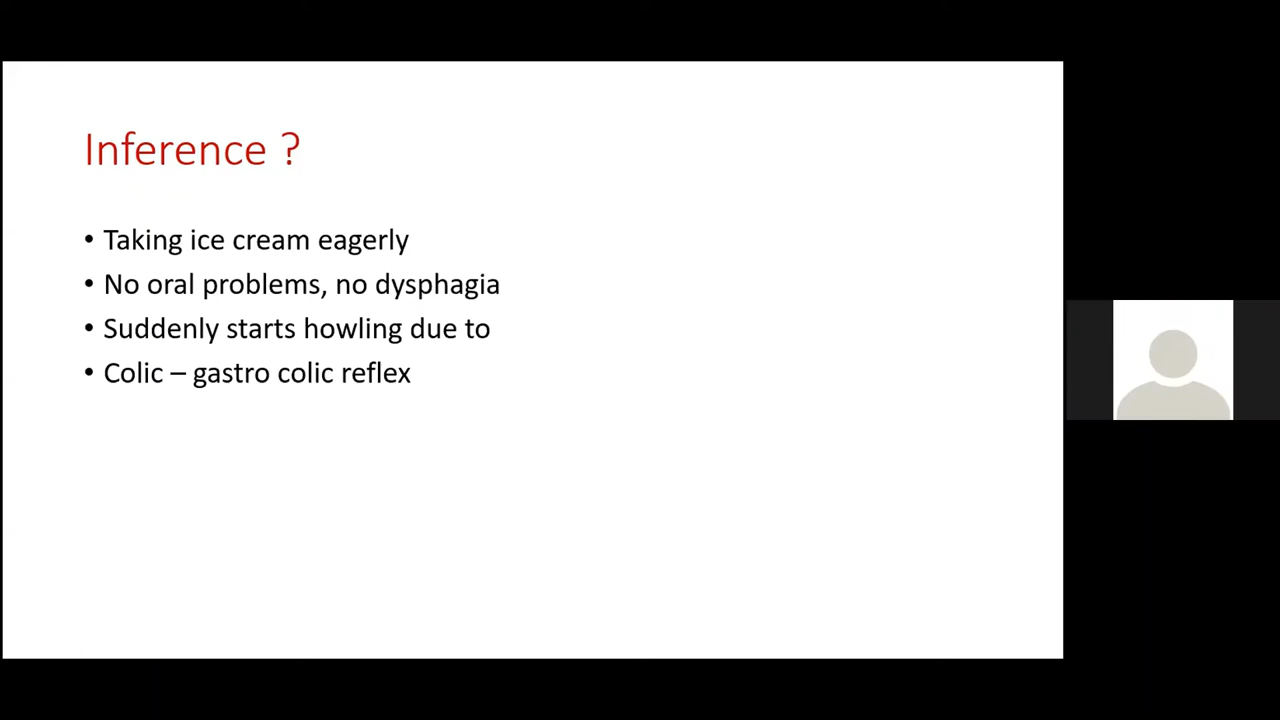 Inference ?
• Taking ice cream eagerly
• No oral problems, no dysphagia
• Suddenly starts howling due to
• Colic – gastro colic reflex